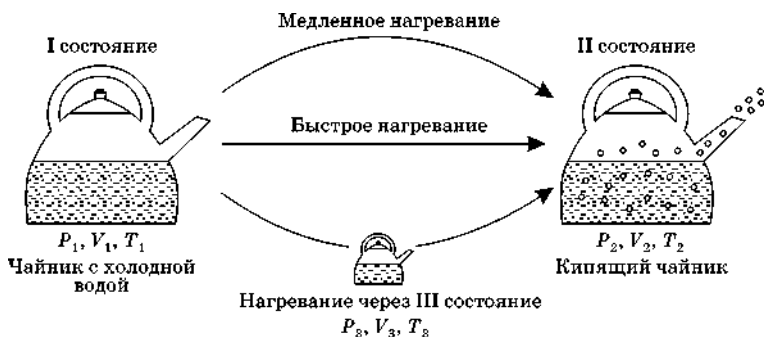 Медленное нагревание
I состояние
II состояние
Быстрое нагревание
P₁, V₁, T₁
Чайник с холодной
водой
P₂, V₂, T₂
Кипящий чайник
Нагревание через III состояние
P₃, V₃, T₃